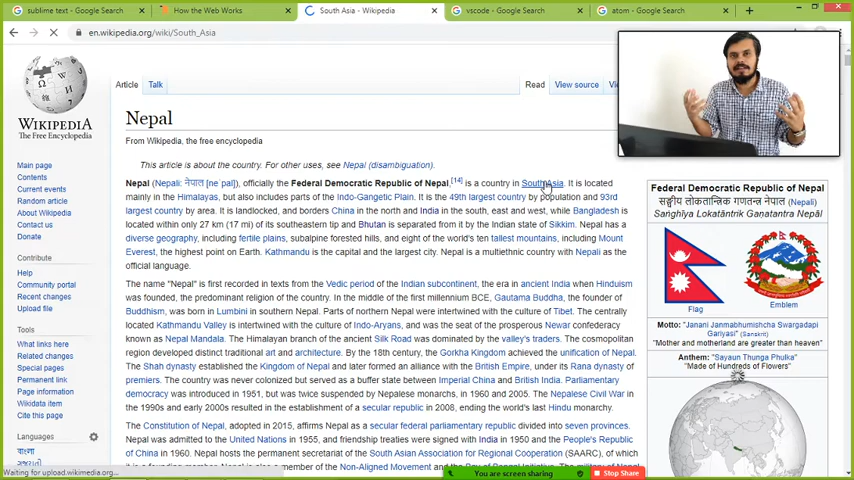 sublime text - Google Search
How the Web Works
South Asia - Wikipedia
vscode - Google Search
atom - Google Search
en.wikipedia.org/wiki/South_Asia
WIKIPEDIA
The Free Encyclopedia
Main page
Contents
Current events
Random article
About Wikipedia
Contact us
Donate
Contribute
Help
Community portal
Recent changes
Upload file
Tools
What links here
Related changes
Special pages
Permanent link
Page information
Wikidata item
Cite this page
Languages
Article Talk
Read View source
Nepal
From Wikipedia, the free encyclopedia
This article is about the country. For other uses, see Nepal (disambiguation).
Nepal (Nepali: नेपाल [neˈpal]), officially the Federal Democratic Republic of Nepal,[14] is a country in South Asia. It is located
mainly in the Himalayas, but also includes parts of the Indo-Gangetic Plain. It is the 49th largest country by population and 93rd
largest country by area. It is landlocked, and borders China in the north and India in the south, east and west, while Bangladesh is
located within only 27 km (17 mi) of its southeastern tip and Bhutan is separated from it by the Indian state of Sikkim. Nepal has a
diverse geography, including fertile plains, subalpine forested hills, and eight of the world's ten tallest mountains, including Mount
Everest, the highest point on Earth. Kathmandu is the capital and the largest city. Nepal is a multiethnic country with Nepali as the
official language.
The name "Nepal" is first recorded in texts from the Vedic period of the Indian subcontinent, the era in ancient India when Hinduism
was founded, the predominant religion of the country. In the middle of the first millennium BCE, Gautama Buddha, the founder of
Buddhism, was born in Lumbini in southern Nepal. Parts of northern Nepal were intertwined with the culture of Tibet. The centrally
located Kathmandu Valley is intertwined with the culture of Indo-Aryans, and was the seat of the prosperous Newar confederacy
known as Nepal Mandala. The Himalayan branch of the ancient Silk Road was dominated by the valley's traders. The cosmopolitan
region developed distinct traditional art and architecture. By the 18th century, the Gorkha Kingdom achieved the unification of Nepal.
The Shah dynasty established the Kingdom of Nepal and later formed an alliance with the British Empire, under its Rana dynasty of
premiers. The country was never colonized but served as a buffer state between Imperial China and British India. Parliamentary
democracy was introduced in 1951, but was twice suspended by Nepalese monarchs, in 1960 and 2005. The Nepalese Civil War in
the 1990s and early 2000s resulted in the establishment of a secular republic in 2008, ending the world's last Hindu monarchy.
The Constitution of Nepal, adopted in 2015, affirms Nepal as a secular federal parliamentary republic divided into seven provinces.
Nepal was admitted to the United Nations in 1955, and friendship treaties were signed with India in 1950 and the People's Republic
of China in 1960. Nepal hosts the permanent secretariat of the South Asian Association for Regional Cooperation (SAARC), of which
Federal Democratic Republic of Nepal
सङ्घीय लोकतान्त्रिक गणतन्त्र नेपाल (Nepali)
Saṅghīya Lokatāntrik Gaṇatantra Nepāl
Flag
Emblem
Motto: "Janani Janmabhumishcha Swargadapi
Gariyasi" (Sanskrit)
"Mother and motherland are greater than heaven"
Anthem: "Sayaun Thunga Phulka"
"Made of Hundreds of Flowers"
Waiting for upload.wikimedia.org...
You are screen sharing
Stop Share